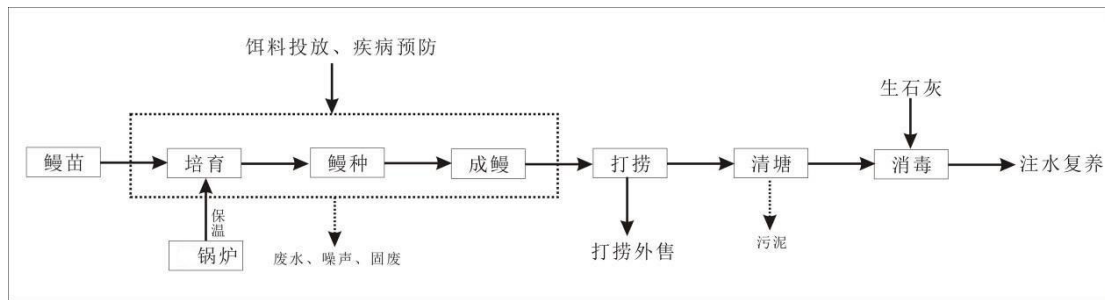 饵料投放、疾病预防
生石灰
鳗苗
培育
鳗种
成鳗
打捞
清塘
消毒
注水复养
保温
锅炉
废水、噪声、固废
打捞外售
污泥